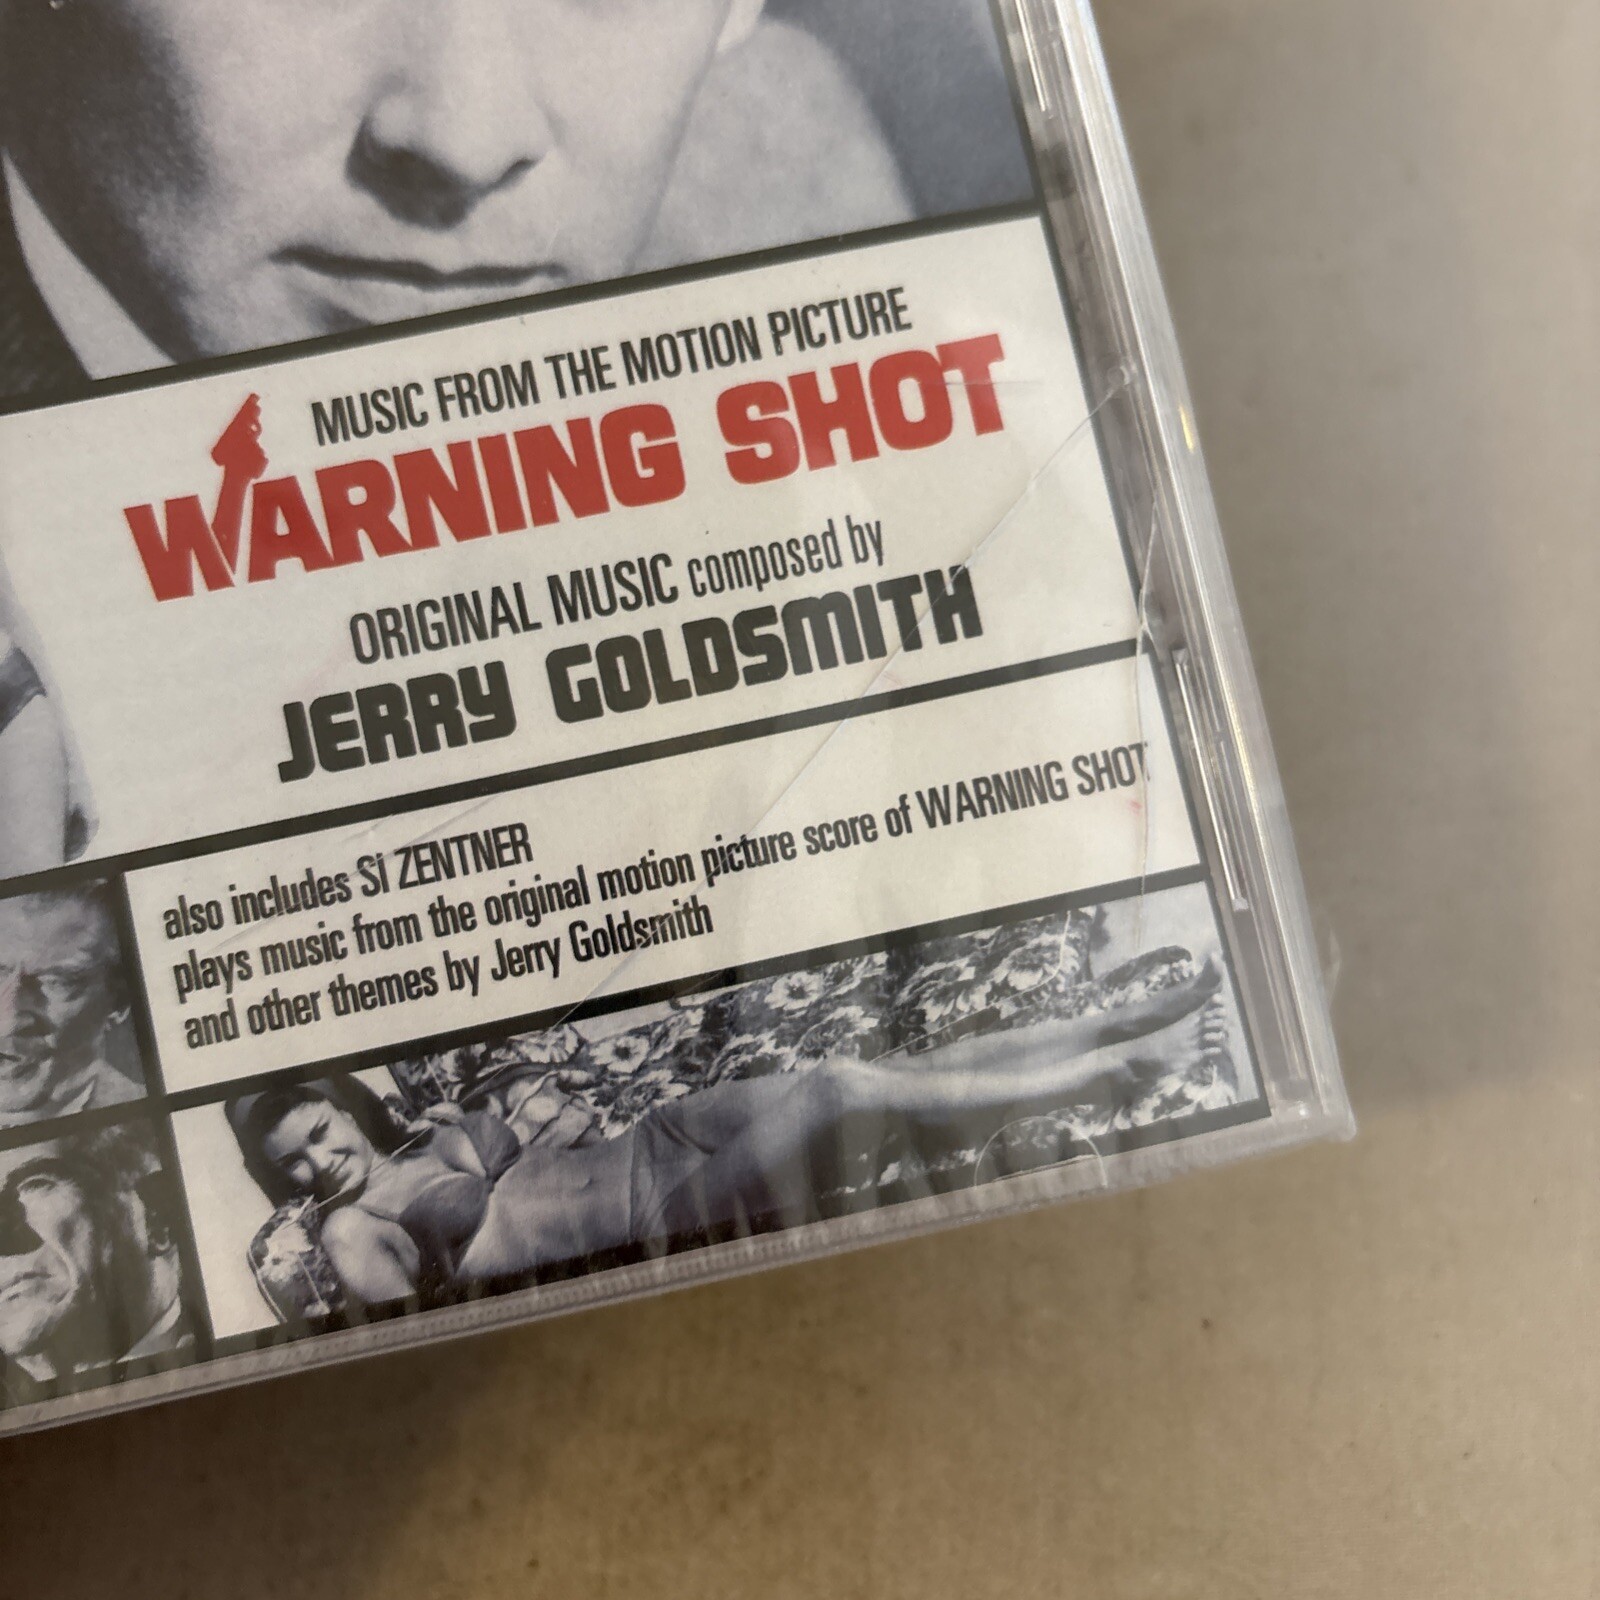 MUSIC FROM THE MOTION PICTURE
WARNING SHOT
ORIGINAL MUSIC composed by
JERRY GOLDSMITH
also includes SI ZENTNER
plays music from the original motion picture score of WARNING SHOT
and other themes by Jerry Goldsmith